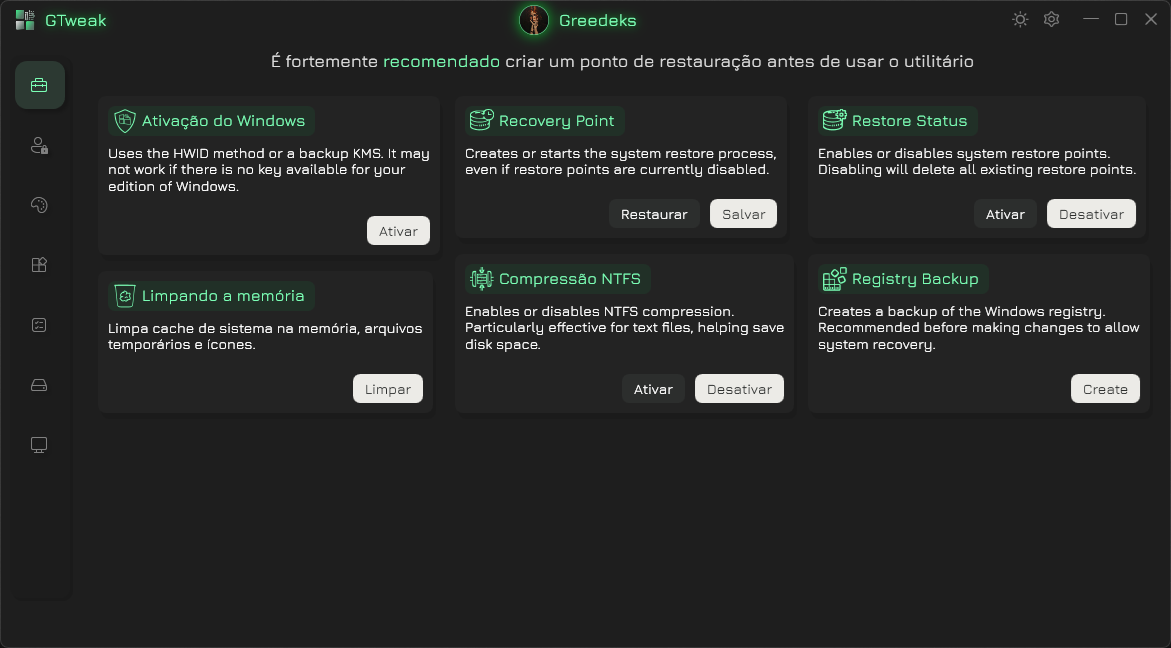 GTweak
Greedeks
É fortemente recomendado criar um ponto de restauração antes de usar o utilitário
Ativação do Windows
Uses the HWID method or a backup KMS. It may
not work if there is no key available for your
edition of Windows.
Ativar
Recovery Point
Creates or starts the system restore process,
even if restore points are currently disabled.
Restaurar
Salvar
Restore Status
Enables or disables system restore points.
Disabling will delete all existing restore points.
Ativar
Desativar
Limpando a memória
Limpa cache de sistema na memória, arquivos
temporários e ícones.
Limpar
Compressão NTFS
Enables or disables NTFS compression.
Particularly effective for text files, helping save
disk space.
Ativar
Desativar
Registry Backup
Creates a backup of the Windows registry.
Recommended before making changes to allow
system recovery.
Create